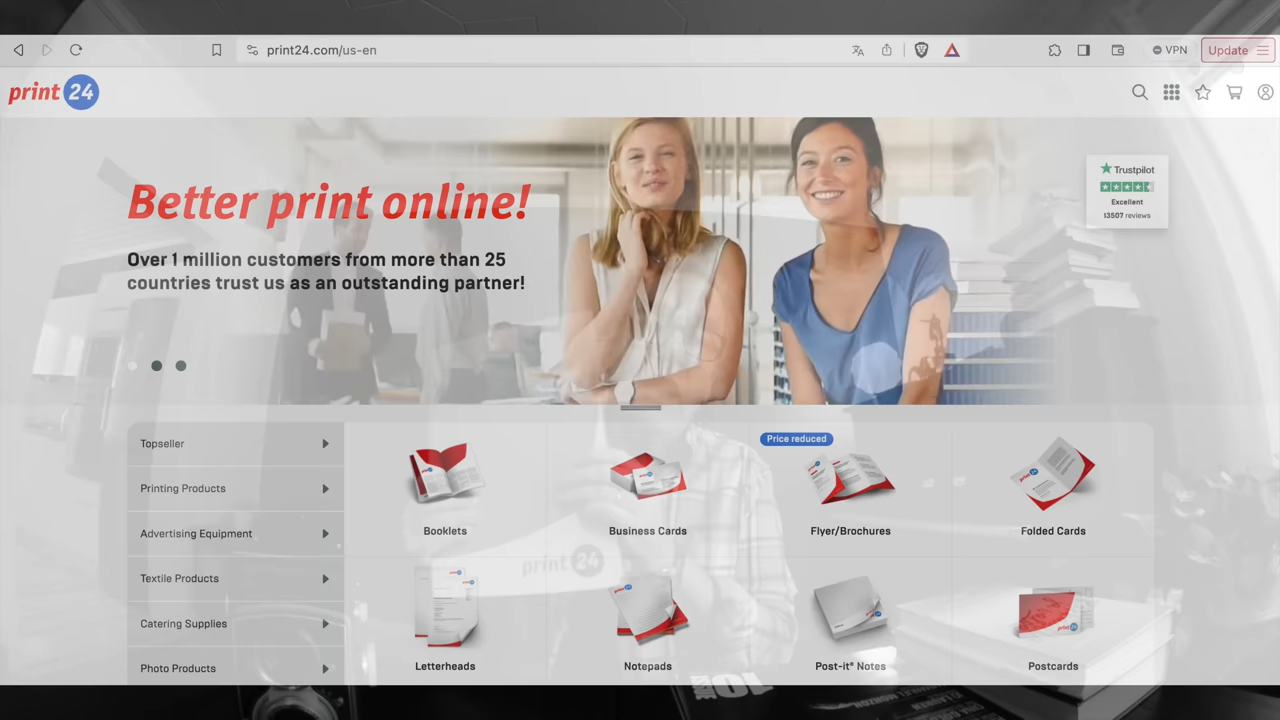 print24.com/us-en
VPN
Update
print 24
Better print online!
Over 1 million customers from more than 25
countries trust us as an outstanding partner!
Trustpilot
Excellent
13507 reviews
Topseller
Printing Products
Advertising Equipment
Textile Products
Catering Supplies
Photo Products
Price reduced
Booklets
Business Cards
Flyer/Brochures
Folded Cards
print 24
Letterheads
Notepads
Post-it® Notes
Postcards